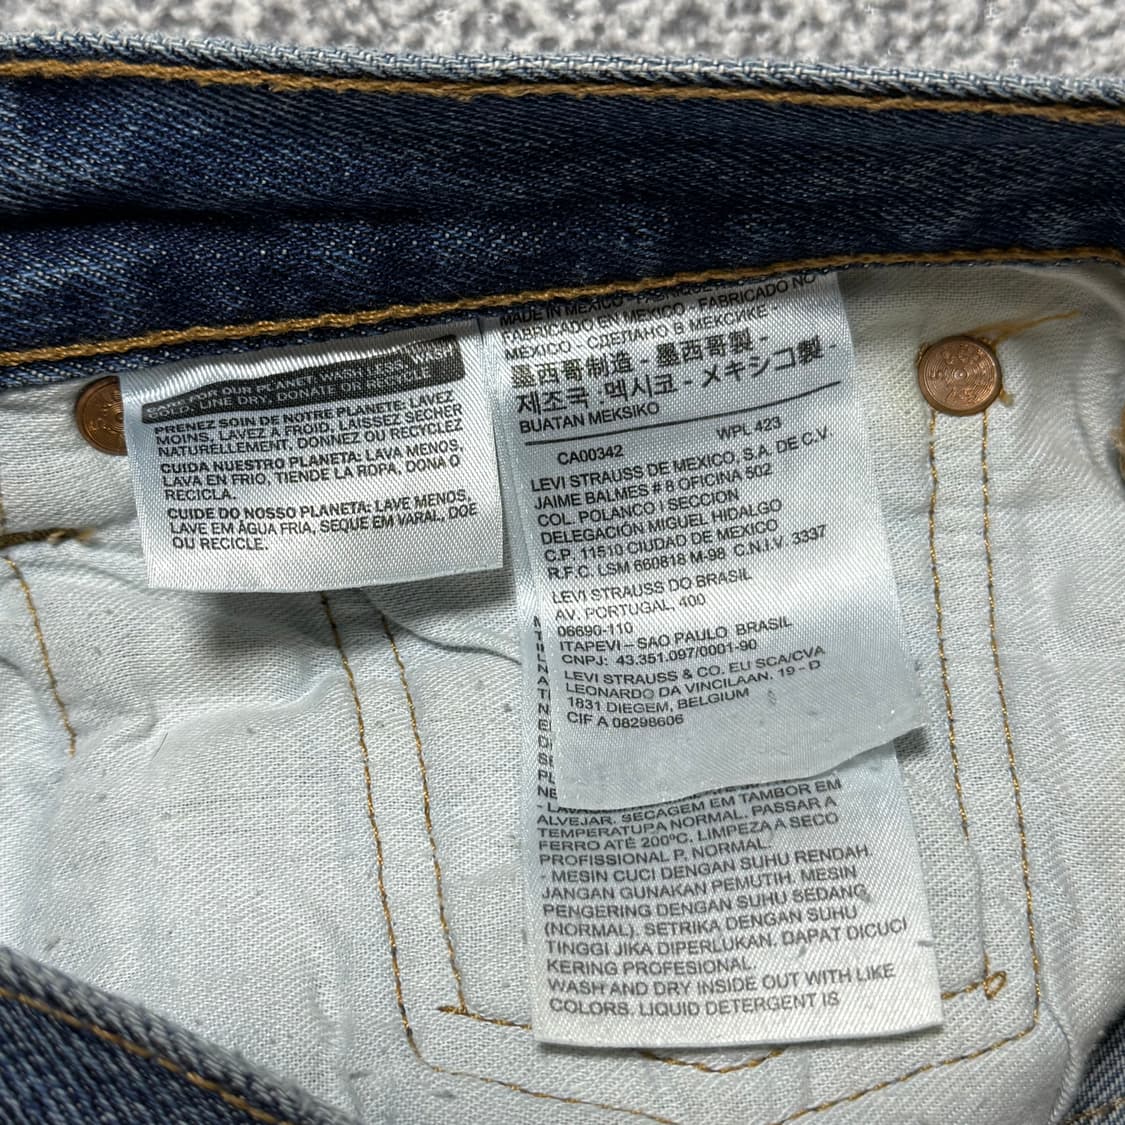 CARE FOR OUR PLANET: WASH LESS, WASH
COLD, LINE DRY, DONATE OR RECYCLE.
PRENEZ SOIN DE NOTRE PLANETE: LAVEZ
MOINS, LAVEZ À FROID, LAISSEZ SÉCHER
NATURELLEMENT, DONNEZ OU RECYCLEZ
CUIDA NUESTRO PLANETA: LAVA MENOS,
LAVA EN FRIO, TIENDE LA ROPA, DONA O
RECICLA.
CUIDE DO NOSSO PLANETA: LAVE MENOS,
LAVE EM ÁGUA FRIA, SEQUE EM VARAL, DOE
OU RECICLE.
MADE IN MEXICO - FABRIQUÉ
FABRICADO EN MÉXICO - FABRICADO NO
MÉXICO - СДЕЛАНО В МЕКСИКЕ -
墨西哥制造 - 墨西哥製 -
제조국 : 멕시코 - メキシコ製 -
BUATAN MEKSIKO
CA00342 WPL 423
LEVI STRAUSS DE MEXICO, S.A. DE C.V.
JAIME BALMES # 8 OFICINA 502
COL. POLANCO I SECCION
DELEGACIÓN MIGUEL HIDALGO
C.P. 11510 CIUDAD DE MEXICO
R.F.C. LSM 660818 M-98 C.N.I.V. 3337
LEVI STRAUSS DO BRASIL
AV. PORTUGAL, 400
06690-110
ITAPEVI – SAO PAULO BRASIL
CNPJ: 43.351.097/0001-90
LEVI STRAUSS & CO. EU SCA/CVA
LEONARDO DA VINCILAAN, 19 - D
1831 DIEGEM, BELGIUM
CIF A 08298606
ALVEJAR. SECAGEM EM TAMBOR EM
TEMPERATURA NORMAL. PASSAR A
FERRO ATÉ 200ºC. LIMPEZA A SECO
PROFISSIONAL P, NORMAL.
- MESIN CUCI DENGAN SUHU RENDAH.
JANGAN GUNAKAN PEMUTIH. MESIN
PENGERING DENGAN SUHU SEDANG
(NORMAL). SETRIKA DENGAN SUHU
TINGGI JIKA DIPERLUKAN. DAPAT DICUCI
KERING PROFESIONAL.
WASH AND DRY INSIDE OUT WITH LIKE
COLORS. LIQUID DETERGENT IS